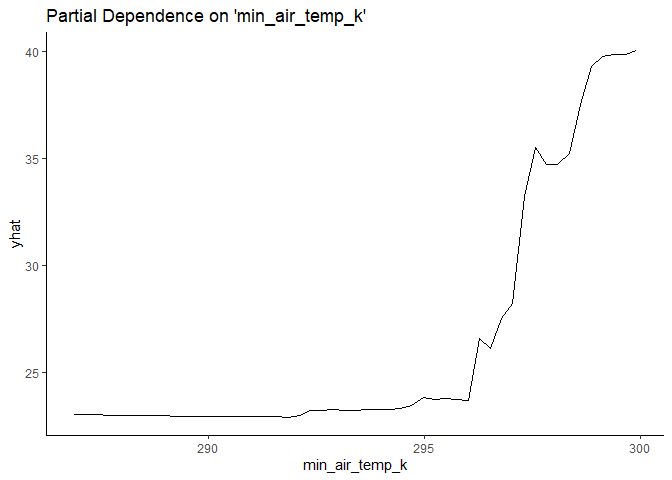 Partial Dependence on 'min_air_temp_k'
40
35
30
25
yhat
290
295
300
min_air_temp_k